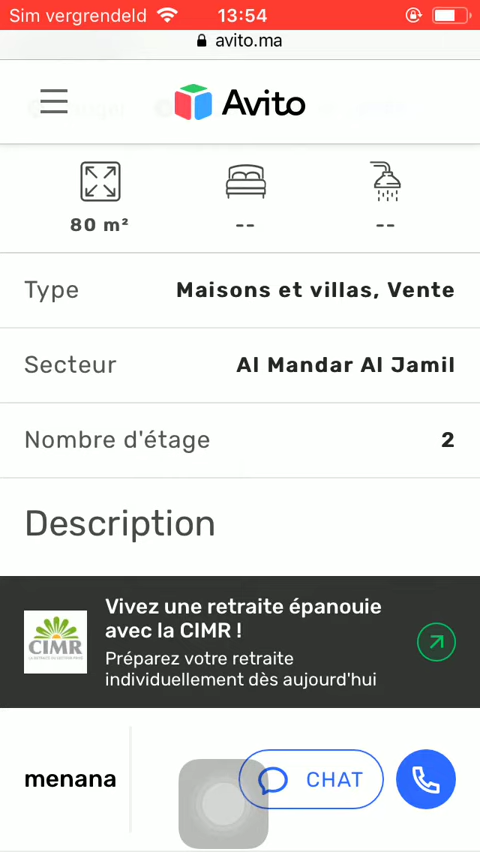 Sim vergrendeld 13:54
avito.ma
Avito
80 m² -- --
Type Maisons et villas, Vente
Secteur Al Mandar Al Jamil
Nombre d'étage 2
Description
Vivez une retraite épanouie
avec la CIMR !
CIMR
Préparez votre retraite
individuellement dès aujourd'hui
menana CHAT